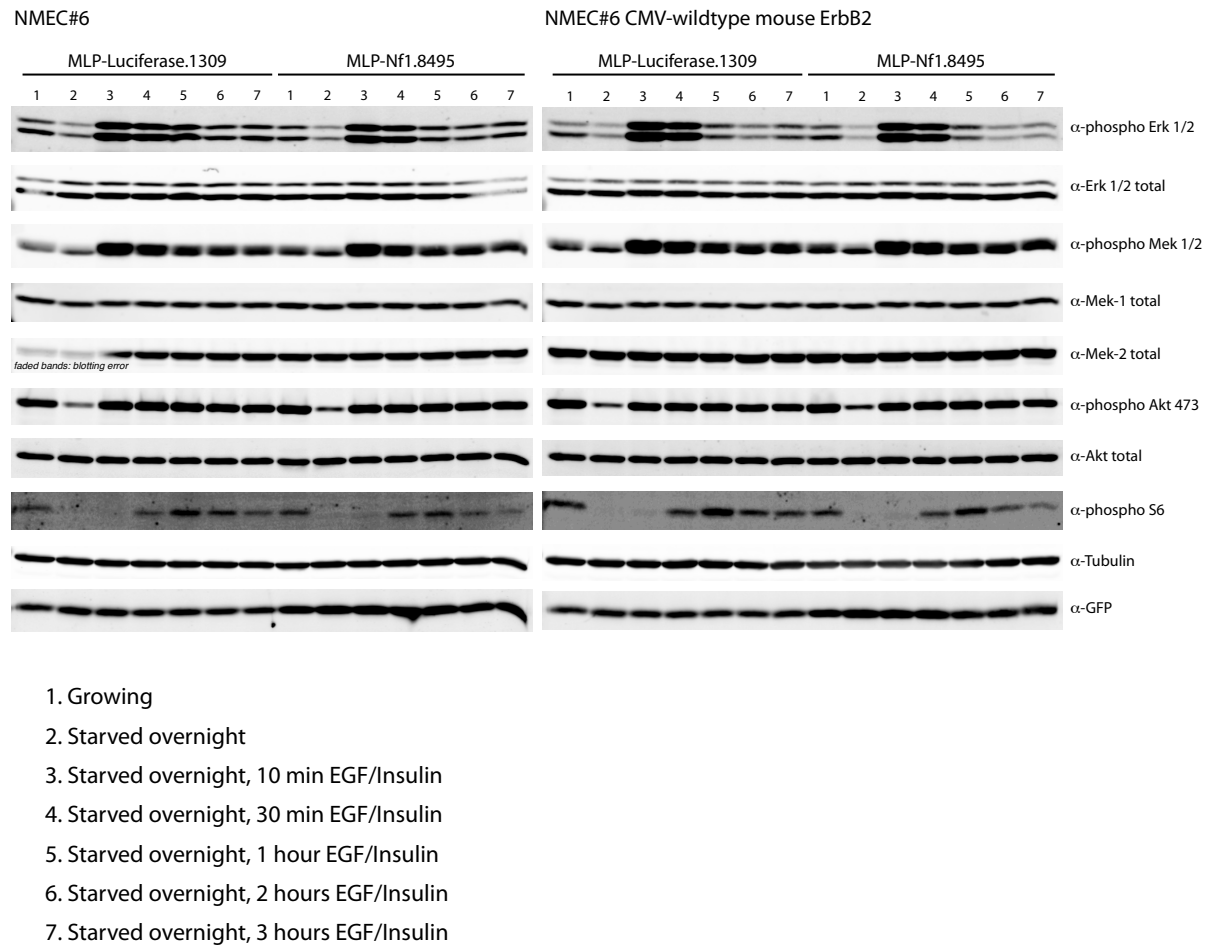 NMEC#6 NMEC#6 CMV-wildtype mouse ErbB2
MLP-Luciferase.1309 MLP-Nf1.8495 MLP-Luciferase.1309 MLP-Nf1.8495
1 2 3 4 5 6 7 1 2 3 4 5 6 7 1 2 3 4 5 6 7 1 2 3 4 5 6 7
α-phospho Erk 1/2
α-Erk 1/2 total
α-phospho Mek 1/2
α-Mek-1 total
α-Mek-2 total
faded bands: blotting error
α-phospho Akt 473
α-Akt total
α-phospho S6
α-Tubulin
α-GFP
1. Growing
2. Starved overnight
3. Starved overnight, 10 min EGF/Insulin
4. Starved overnight, 30 min EGF/Insulin
5. Starved overnight, 1 hour EGF/Insulin
6. Starved overnight, 2 hours EGF/Insulin
7. Starved overnight, 3 hours EGF/Insulin